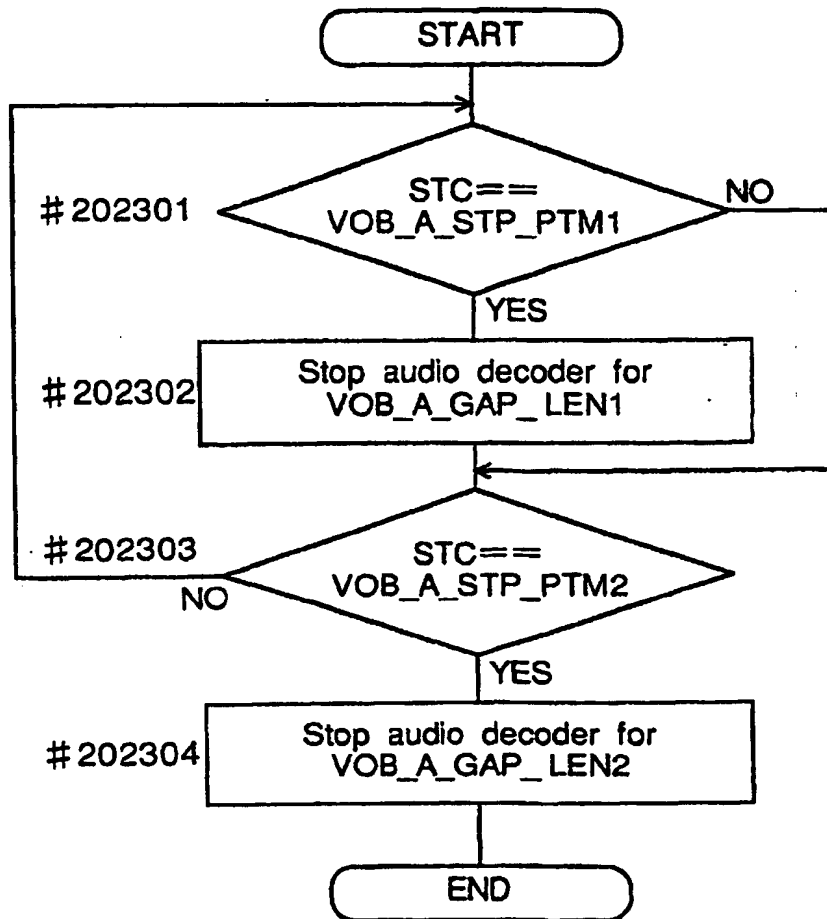 START
#202301
STC==
VOB_A_STP_PTM1
NO
YES
#202302
Stop audio decoder for
VOB_A_GAP_LEN1
#202303
STC==
VOB_A_STP_PTM2
NO
YES
#202304
Stop audio decoder for
VOB_A_GAP_LEN2
END